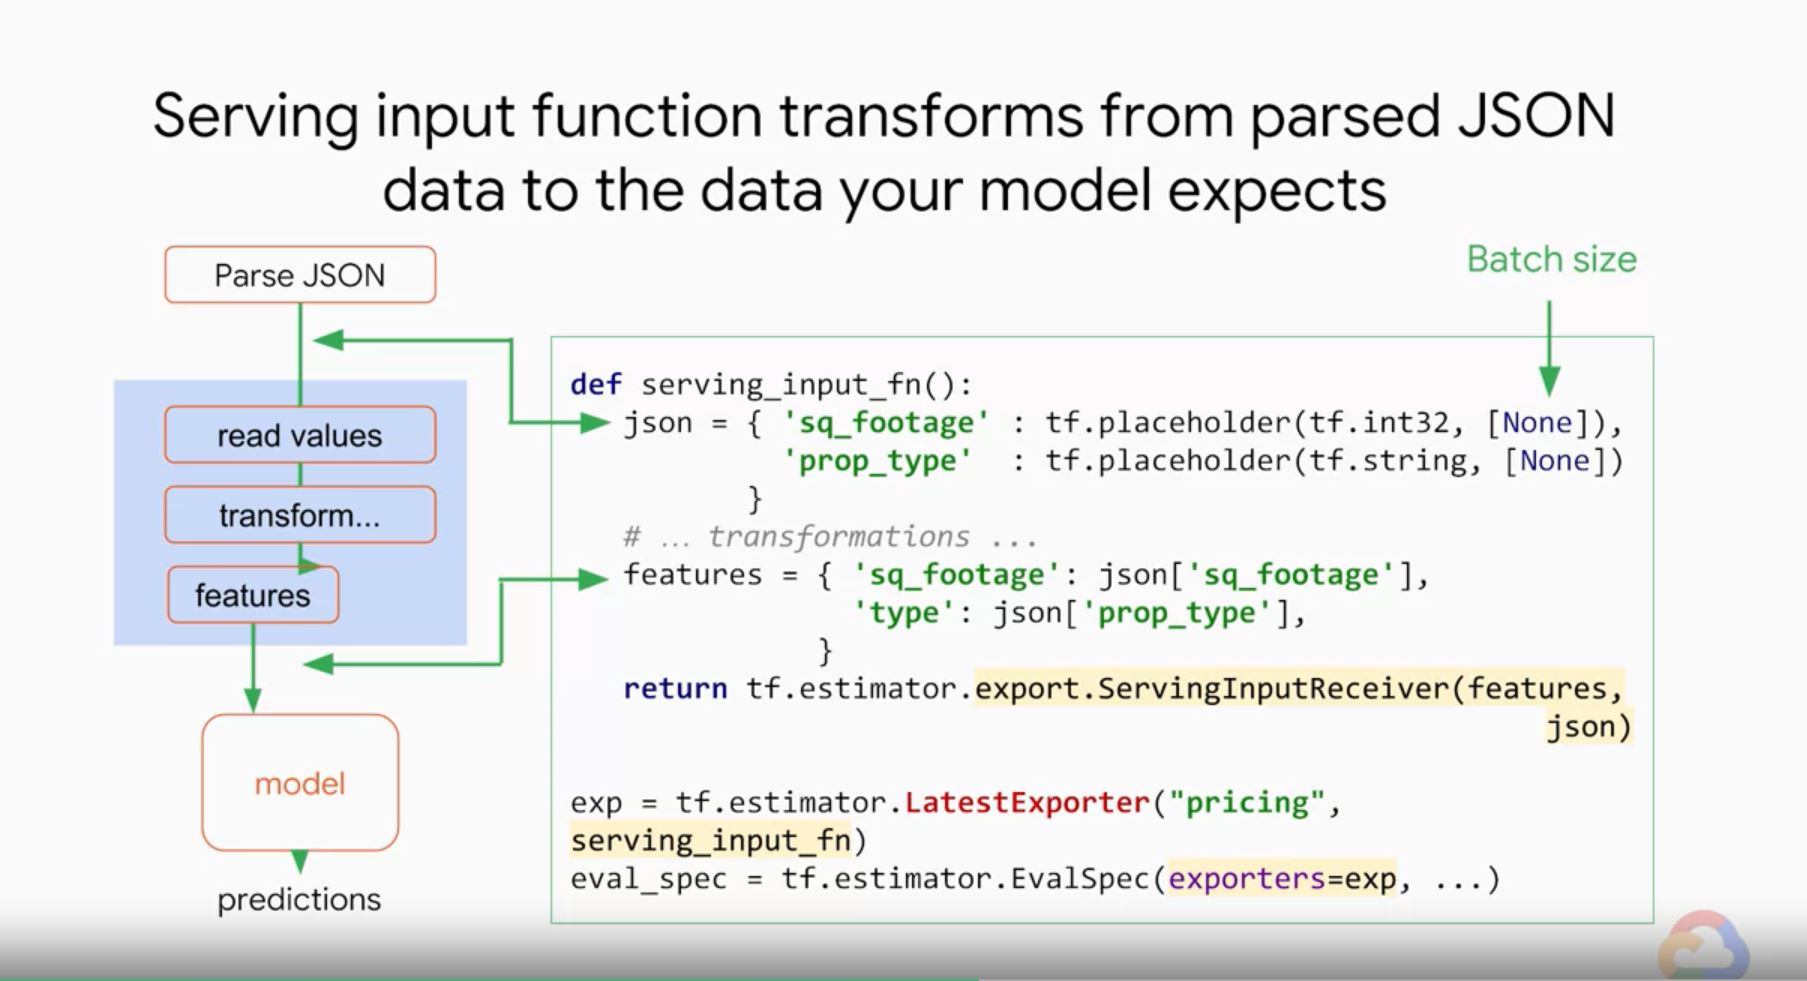 Serving input function transforms from parsed JSON
data to the data your model expects
Parse JSON
read values
transform...
features
model
predictions
Batch size
def serving_input_fn():
json = { 'sq_footage' : tf.placeholder(tf.int32, [None]),
'prop_type' : tf.placeholder(tf.string, [None])
}
# … transformations ...
features = { 'sq_footage': json['sq_footage'],
'type': json['prop_type'],
}
return tf.estimator.export.ServingInputReceiver(features,
json)
exp = tf.estimator.LatestExporter("pricing",
serving_input_fn)
eval_spec = tf.estimator.EvalSpec(exporters=exp, ...)